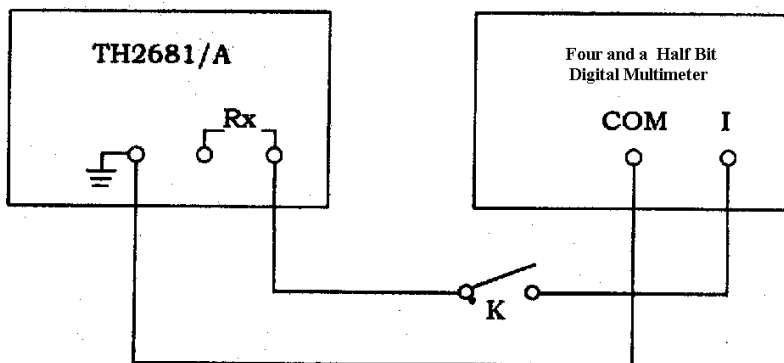 TH2681/A
Rx
Four and a Half Bit
Digital Multimeter
COM I
K